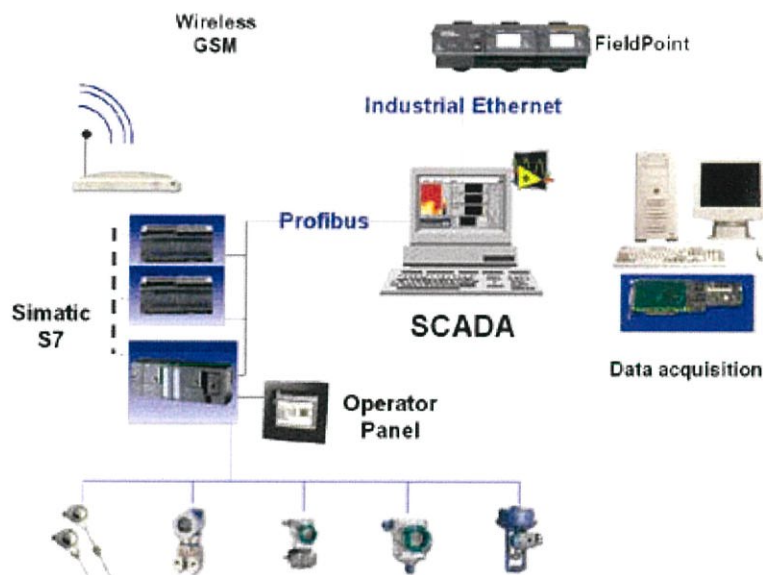 Wireless
GSM
FieldPoint
Industrial Ethernet
Profibus
SCADA
Simatic
S7
Operator
Panel
Data acquisition